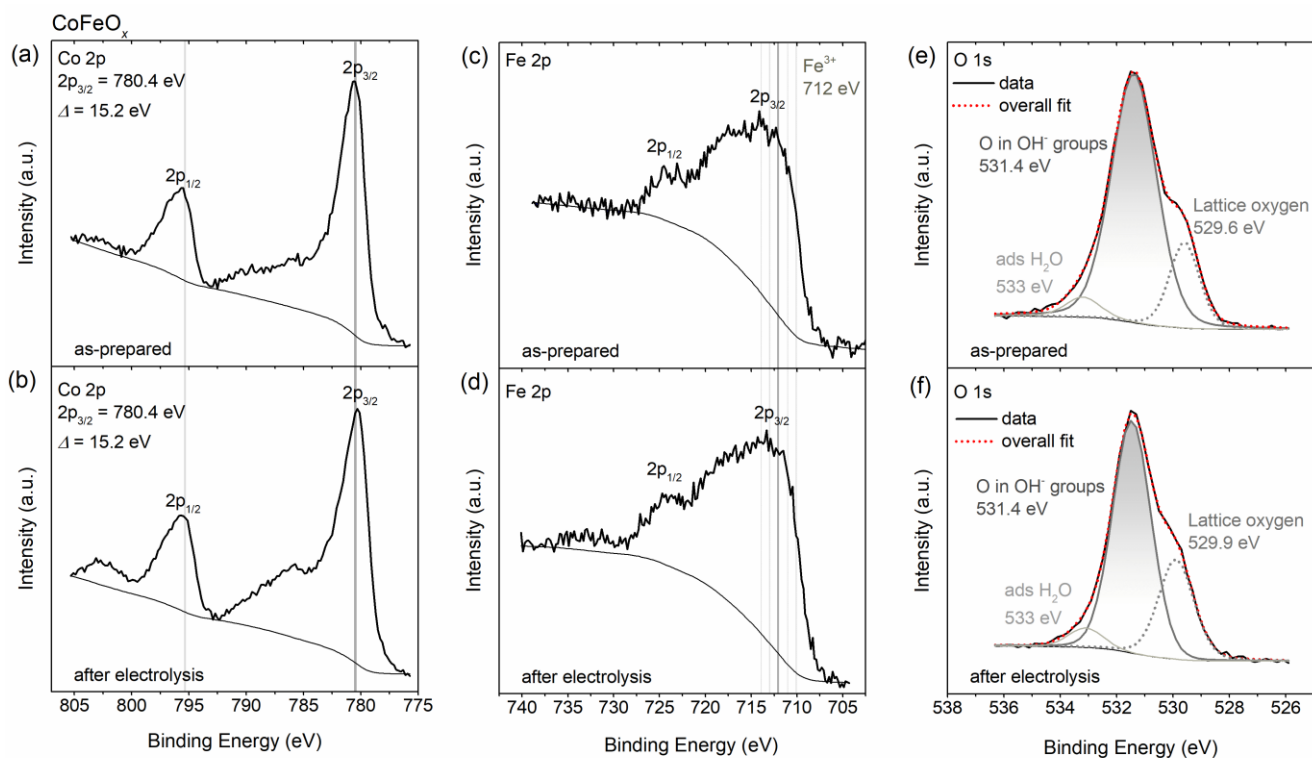 CoFeOₓ
(a)
Co 2p
2p₃/₂ = 780.4 eV
Δ = 15.2 eV
2p₃/₂
2p₁/₂
as-prepared
Intensity (a.u.)
(b)
Co 2p
2p₃/₂ = 780.4 eV
Δ = 15.2 eV
2p₃/₂
2p₁/₂
after electrolysis
Intensity (a.u.)
805 800 795 790 785 780 775
Binding Energy (eV)
(c)
Fe 2p
Fe³⁺
712 eV
2p₃/₂
2p₁/₂
as-prepared
Intensity (a.u.)
(d)
Fe 2p
2p₃/₂
2p₁/₂
after electrolysis
Intensity (a.u.)
740 735 730 725 720 715 710 705
Binding Energy (eV)
(e)
O 1s
data
overall fit
O in OH⁻ groups
531.4 eV
Lattice oxygen
529.6 eV
ads H₂O
533 eV
as-prepared
Intensity (a.u.)
(f)
O 1s
data
overall fit
O in OH⁻ groups
531.4 eV
Lattice oxygen
529.9 eV
ads H₂O
533 eV
after electrolysis
Intensity (a.u.)
538 536 534 532 530 528 526
Binding Energy (eV)